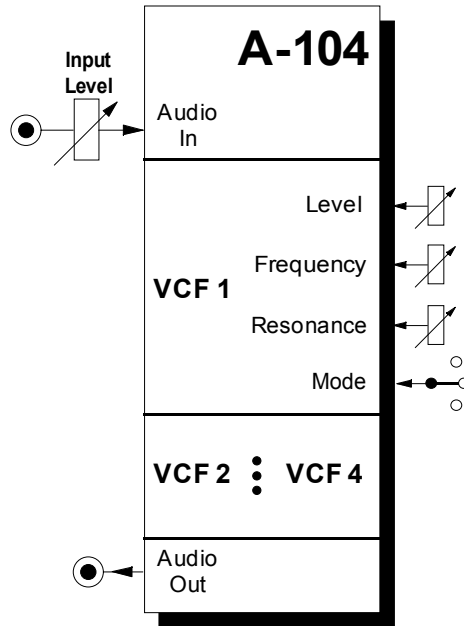 A-104
Input
Level
Audio
In
Level
Frequency
VCF 1
Resonance
Mode
VCF 2 VCF 4
Audio
Out